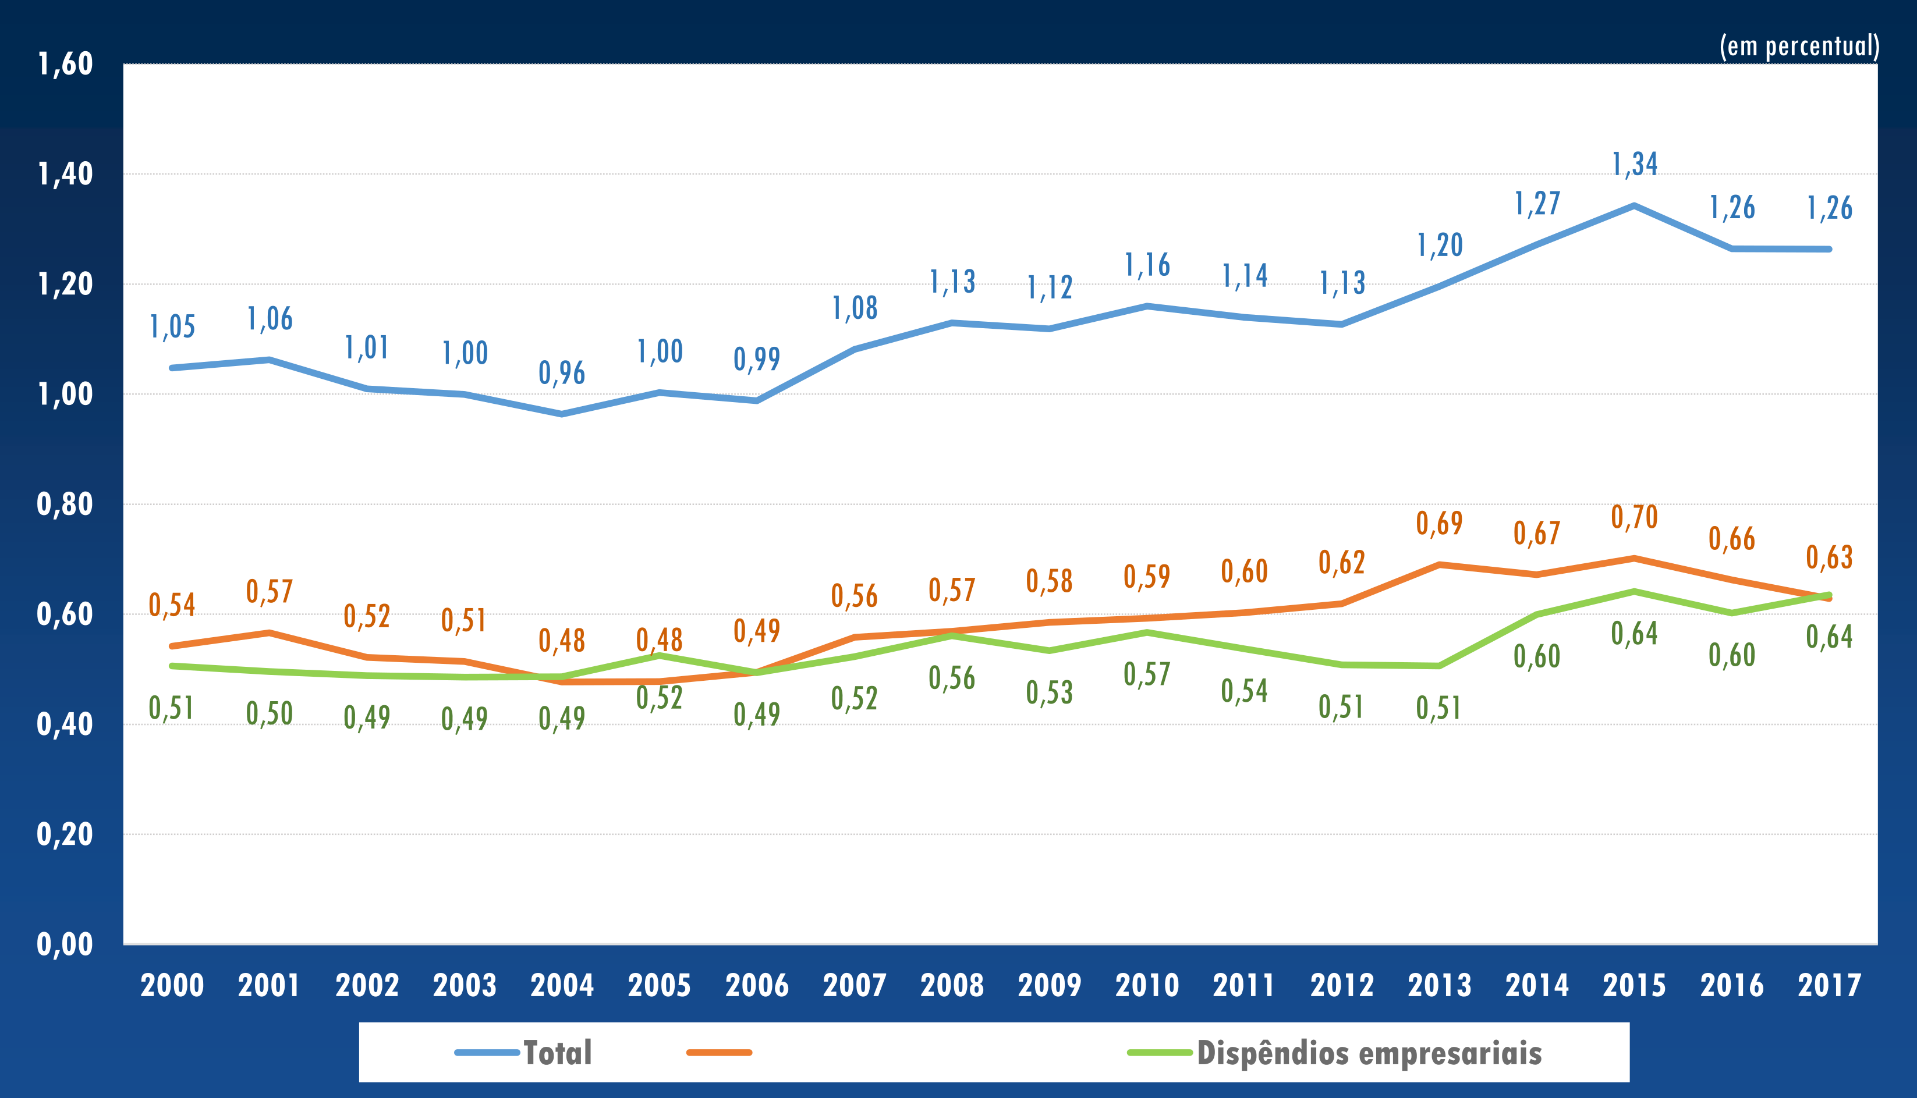 (em percentual)
1,60
1,40
1,20
1,00
0,80
0,60
0,40
0,20
0,00
1,05 1,06 1,01 1,00 0,96 1,00 0,99 1,08 1,13 1,12 1,16 1,14 1,13 1,20 1,27 1,34 1,26 1,26
0,54 0,57 0,52 0,51 0,48 0,48 0,49 0,56 0,57 0,58 0,59 0,60 0,62 0,69 0,67 0,70 0,66 0,63
0,51 0,50 0,49 0,49 0,49 0,52 0,49 0,52 0,56 0,53 0,57 0,54 0,51 0,51 0,60 0,64 0,60 0,64
2000 2001 2002 2003 2004 2005 2006 2007 2008 2009 2010 2011 2012 2013 2014 2015 2016 2017
Total Dispêndios empresariais